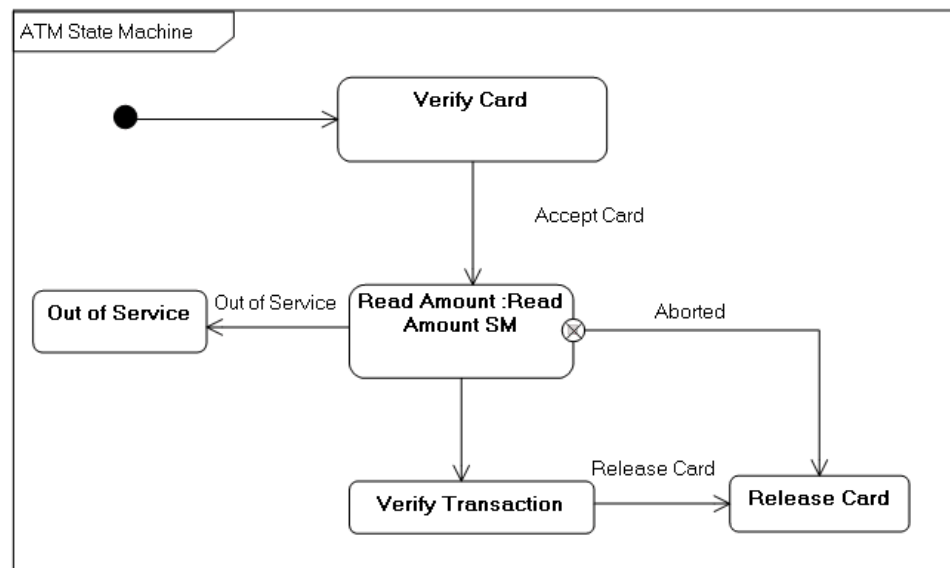 ATM State Machine
Verify Card
Accept Card
Out of Service
Out of Service
Read Amount :Read
Amount SM
Aborted
Verify Transaction
Release Card
Release Card